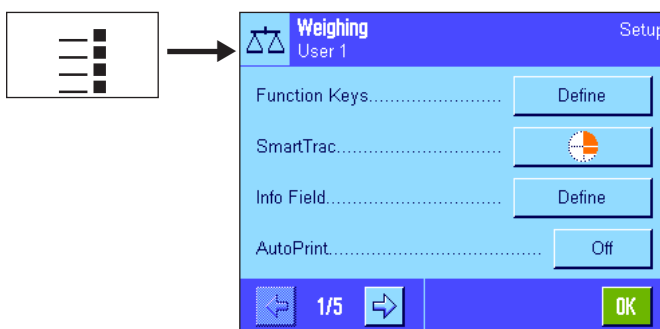 Weighing
Setup
User 1
Function Keys.......................... Define
SmartTrac.................................
Info Field................................... Define
AutoPrint........................................... Off
1/5
OK